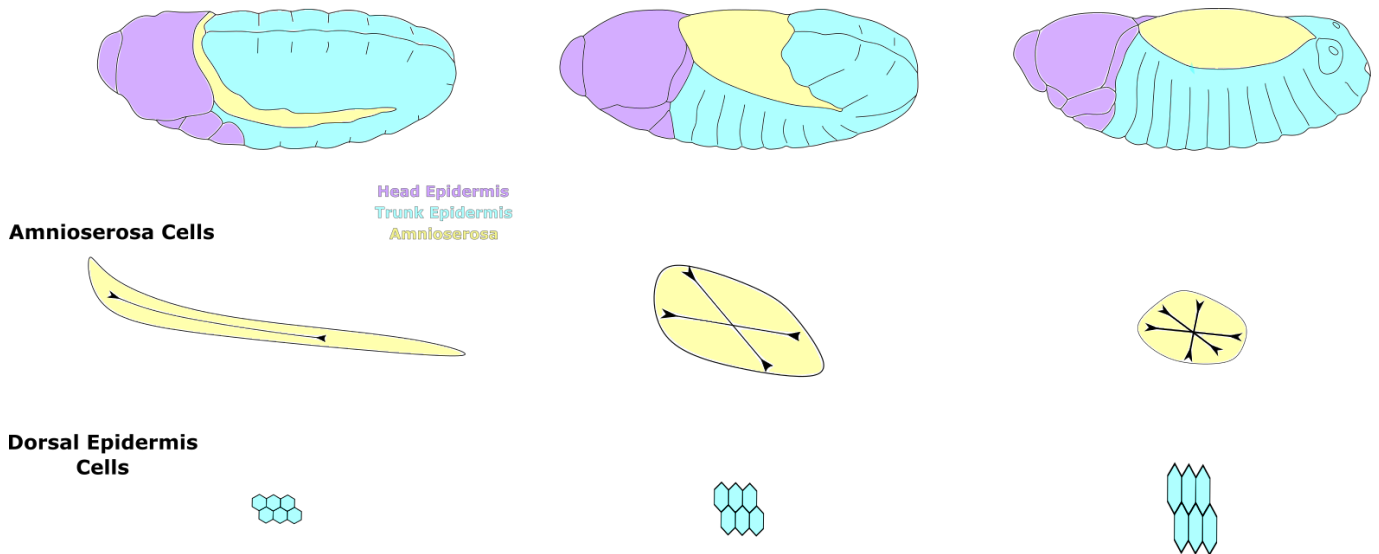 Head Epidermis
Trunk Epidermis
Amnioserosa
Amnioserosa Cells
Dorsal Epidermis
Cells